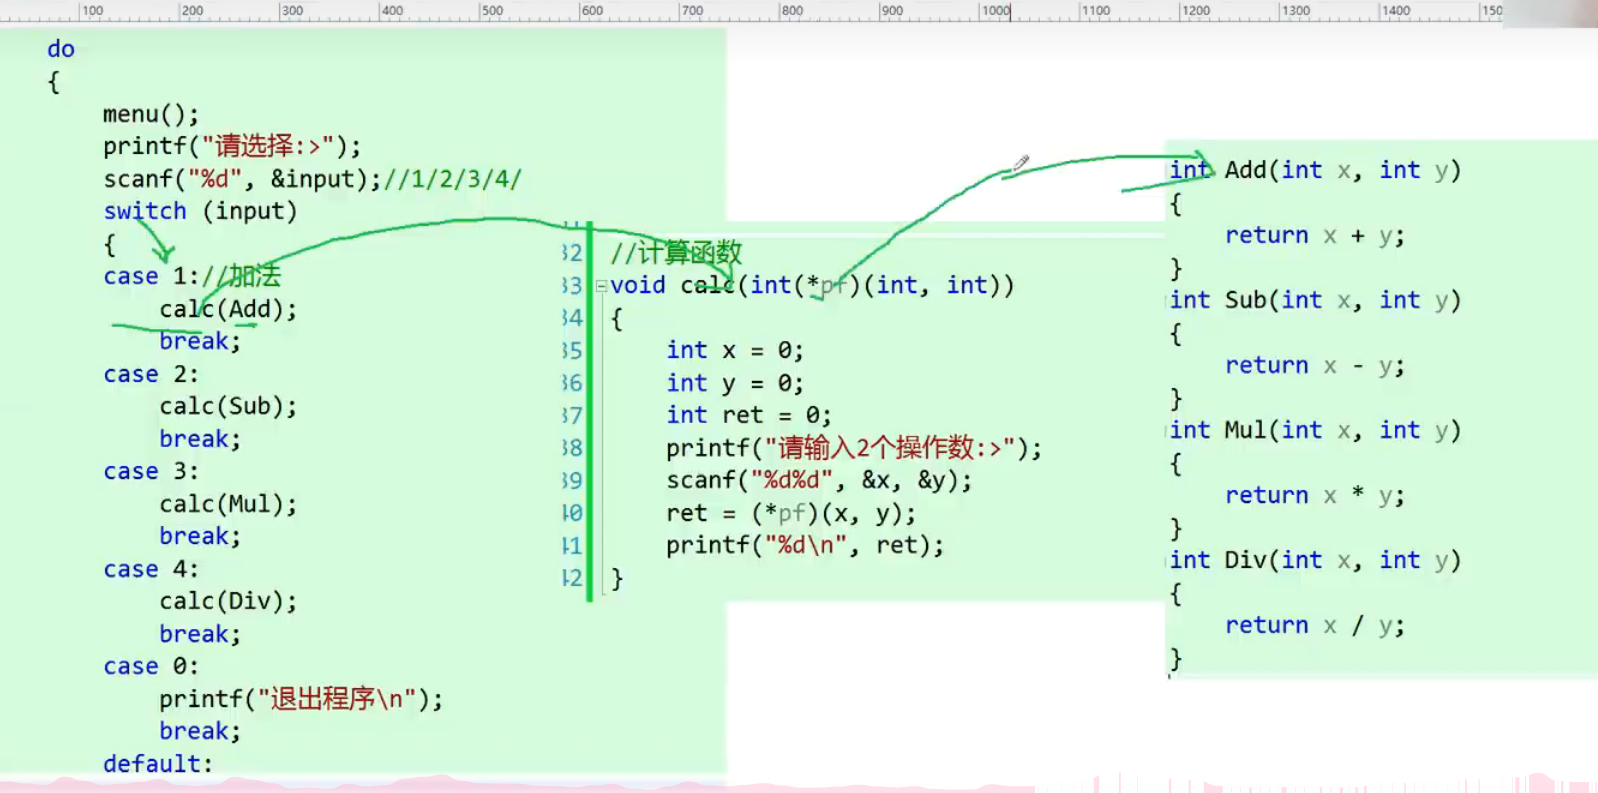 100 200 300 400 500 600 700 800 900 1000 1100 1200 1300 1400 150
do
{
menu();
printf("请选择:>");
scanf("%d", &input);//1/2/3/4/
switch (input)
{
case 1://加法
calc(Add);
break;
case 2:
calc(Sub);
break;
case 3:
calc(Mul);
break;
case 4:
calc(Div);
break;
case 0:
printf("退出程序\n");
break;
default:
32 //计算函数
33 void calc(int(*pf)(int, int))
34 {
35 int x = 0;
36 int y = 0;
37 int ret = 0;
38 printf("请输入2个操作数:>");
39 scanf("%d%d", &x, &y);
40 ret = (*pf)(x, y);
41 printf("%d\n", ret);
42 }
int Add(int x, int y)
{
return x + y;
}
int Sub(int x, int y)
{
return x - y;
}
int Mul(int x, int y)
{
return x * y;
}
int Div(int x, int y)
{
return x / y;
}